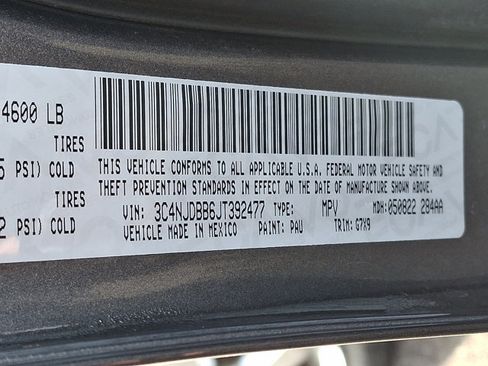 4600 LB
TIRES
PSI) COLD
TIRES
PSI) COLD
THIS VEHICLE CONFORMS TO ALL APPLICABLE U.S.A. FEDERAL MOTOR VEHICLE SAFETY AND
THEFT PREVENTION STANDARDS IN EFFECT ON THE DATE OF MANUFACTURE SHOWN ABOVE.
VIN: 3C4NJDBB6JT392477 TYPE: MPV MDH: 050822 284AA
VEHICLE MADE IN MEXICO PAINT: PAU TRIM: G7X9